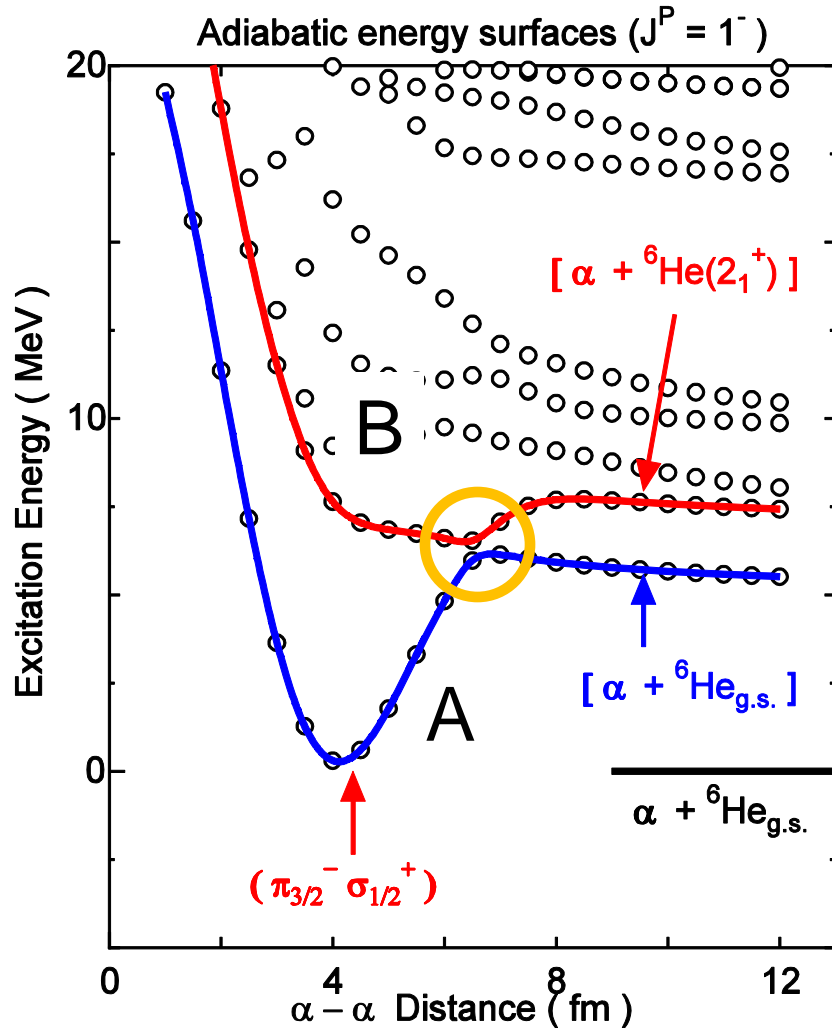 Adiabatic energy surfaces ( J^P = 1^- )
20
[ α + ^6He(2_1^+) ]
10
B
Excitation Energy ( MeV )
[ α + ^6He_g.s. ]
A
0
α + ^6He_g.s.
( π_3/2^- σ_1/2^+ )
0 4 8 12
α – α Distance ( fm )